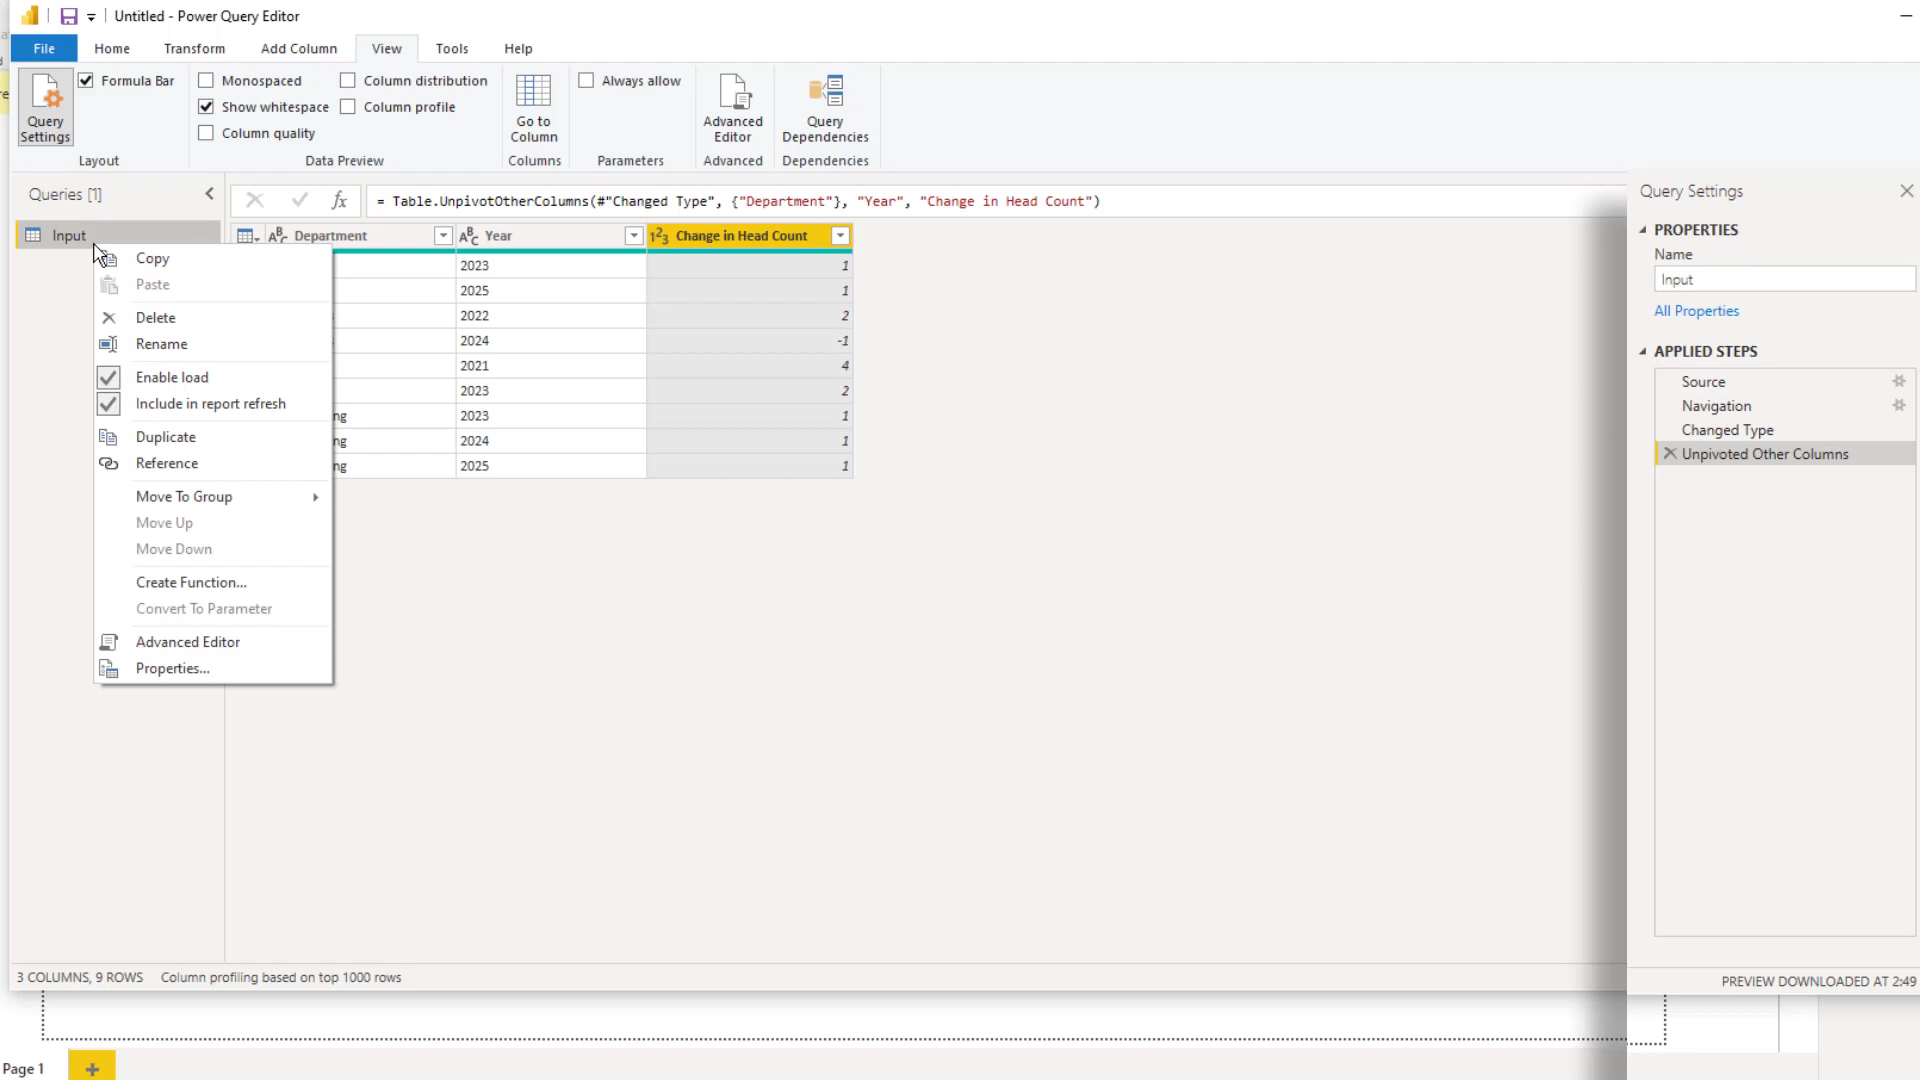 Untitled - Power Query Editor
File Home Transform Add Column View Tools Help
Formula Bar
Monospaced
Column distribution
Always allow
Show whitespace
Column profile
Column quality
Query Settings
Go to Column
Advanced Editor
Query Dependencies
Layout Data Preview Columns Parameters Advanced Dependencies
Queries [1]
fx = Table.UnpivotOtherColumns(#"Changed Type", {"Department"}, "Year", "Change in Head Count")
Input
Department Year Change in Head Count
2023 1
2025 1
2022 2
2024 -1
2021 4
2023 2
ng 2023 1
ng 2024 1
ng 2025 1
Copy
Paste
Delete
Rename
Enable load
Include in report refresh
Duplicate
Reference
Move To Group
Move Up
Move Down
Create Function...
Convert To Parameter
Advanced Editor
Properties...
Query Settings
PROPERTIES
Name
Input
All Properties
APPLIED STEPS
Source
Navigation
Changed Type
Unpivoted Other Columns
3 COLUMNS, 9 ROWS Column profiling based on top 1000 rows
PREVIEW DOWNLOADED AT 2:49
Page 1